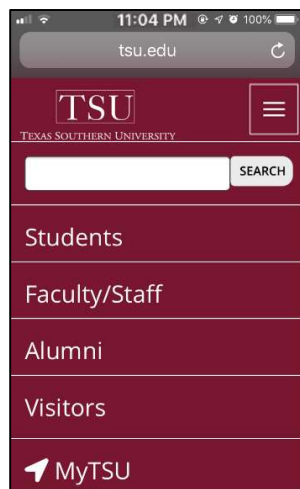 11:04 PM 100%
tsu.edu
TSU
TEXAS SOUTHERN UNIVERSITY
SEARCH
Students
Faculty/Staff
Alumni
Visitors
MyTSU